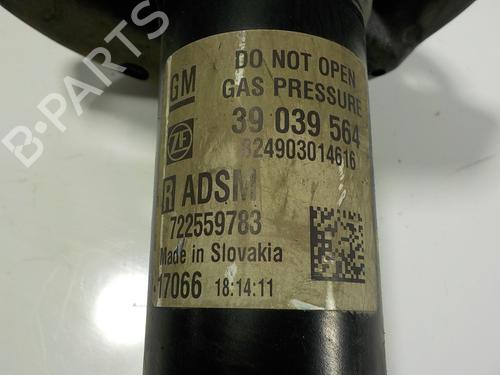 DO NOT OPEN
GM GAS PRESSURE
39 039 564
ZF 824903014616
R ADSM
722559783
Made in Slovakia
-17066 18:14:11
B-PARTS